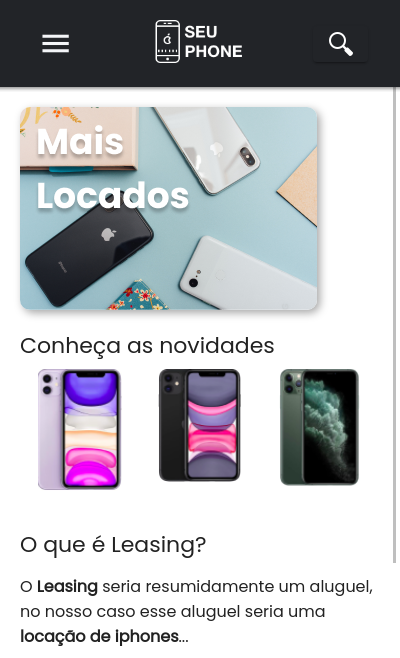 SEU
PHONE
Mais
Locados
Conheça as novidades
O que é Leasing?
O Leasing seria resumidamente um aluguel,
no nosso caso esse aluguel seria uma
locação de iphones...